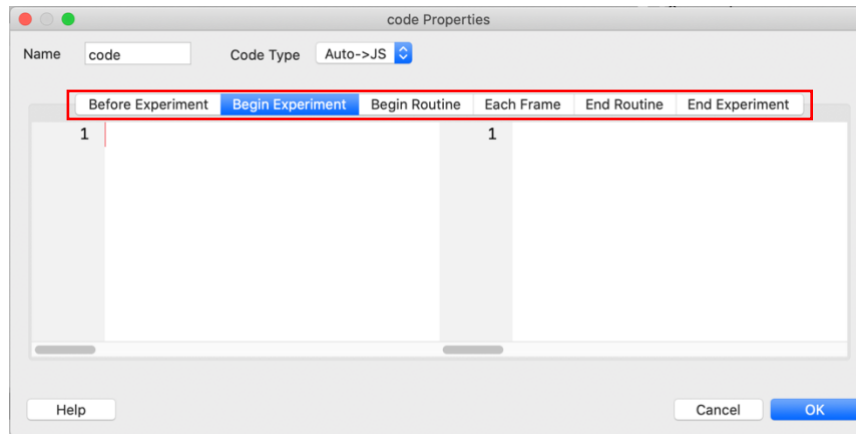 code Properties
Name code Code Type Auto->JS
Before Experiment Begin Experiment Begin Routine Each Frame End Routine End Experiment
1 1
Help Cancel OK